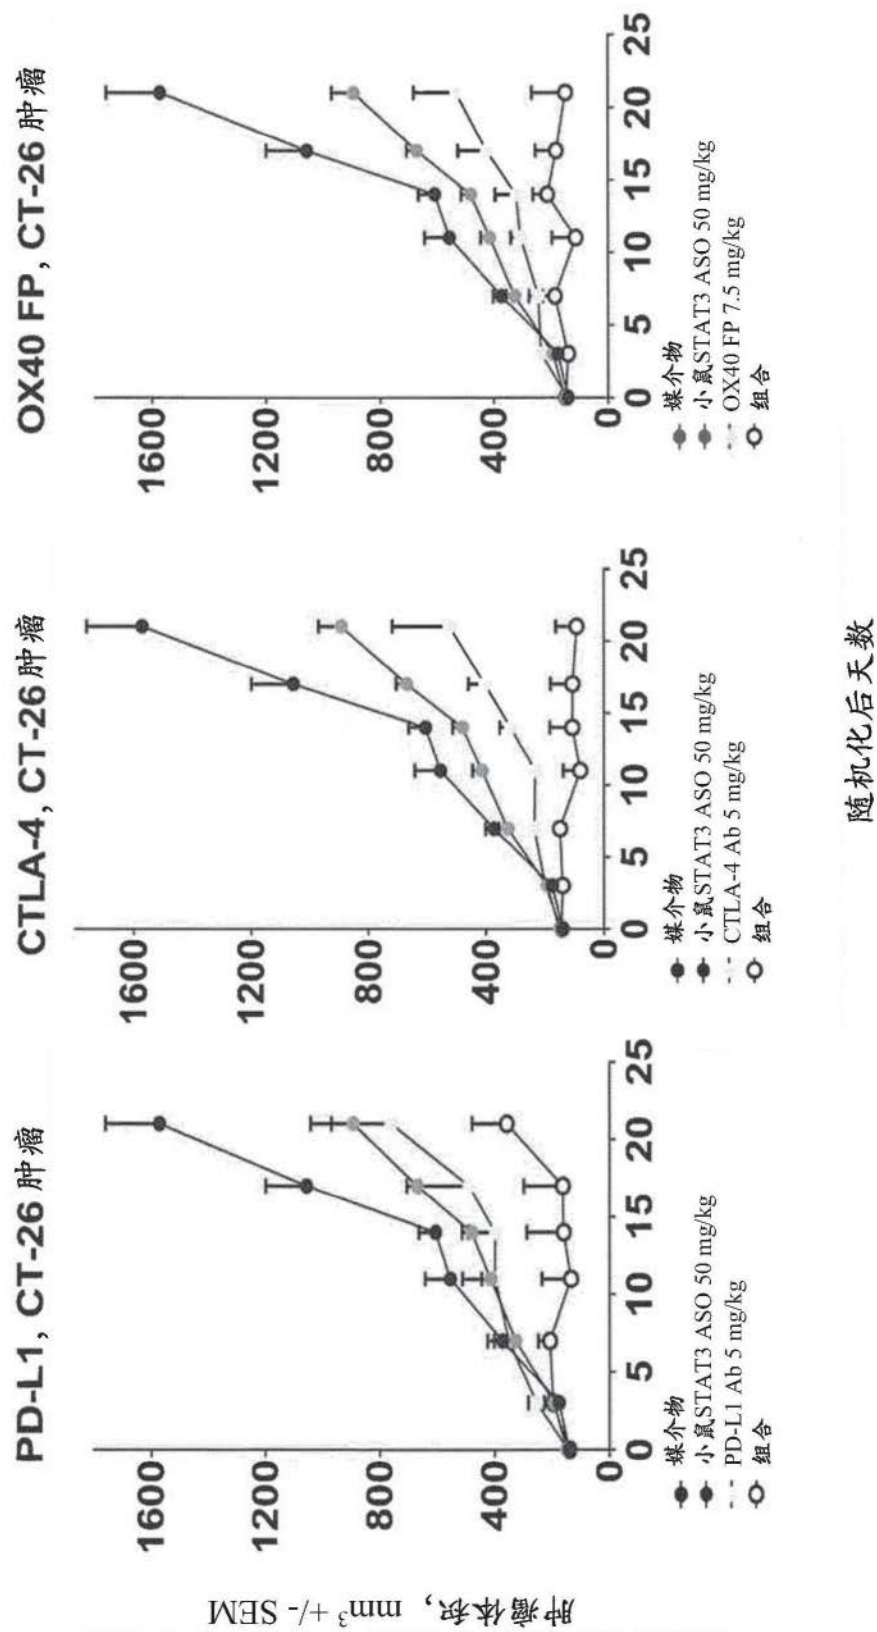 肿瘤体积，mm³ +/- SEM
PD-L1, CT-26 肿瘤
1600
1200
800
400
0
0 5 10 15 20 25
媒介物
小鼠STAT3 ASO 50 mg/kg
PD-L1 Ab 5 mg/kg
组合
CTLA-4, CT-26 肿瘤
1600
1200
800
400
0
0 5 10 15 20 25
媒介物
小鼠STAT3 ASO 50 mg/kg
CTLA-4 Ab 5 mg/kg
组合
OX40 FP, CT-26 肿瘤
1600
1200
800
400
0
0 5 10 15 20 25
媒介物
小鼠STAT3 ASO 50 mg/kg
OX40 FP 7.5 mg/kg
组合
随机化后天数